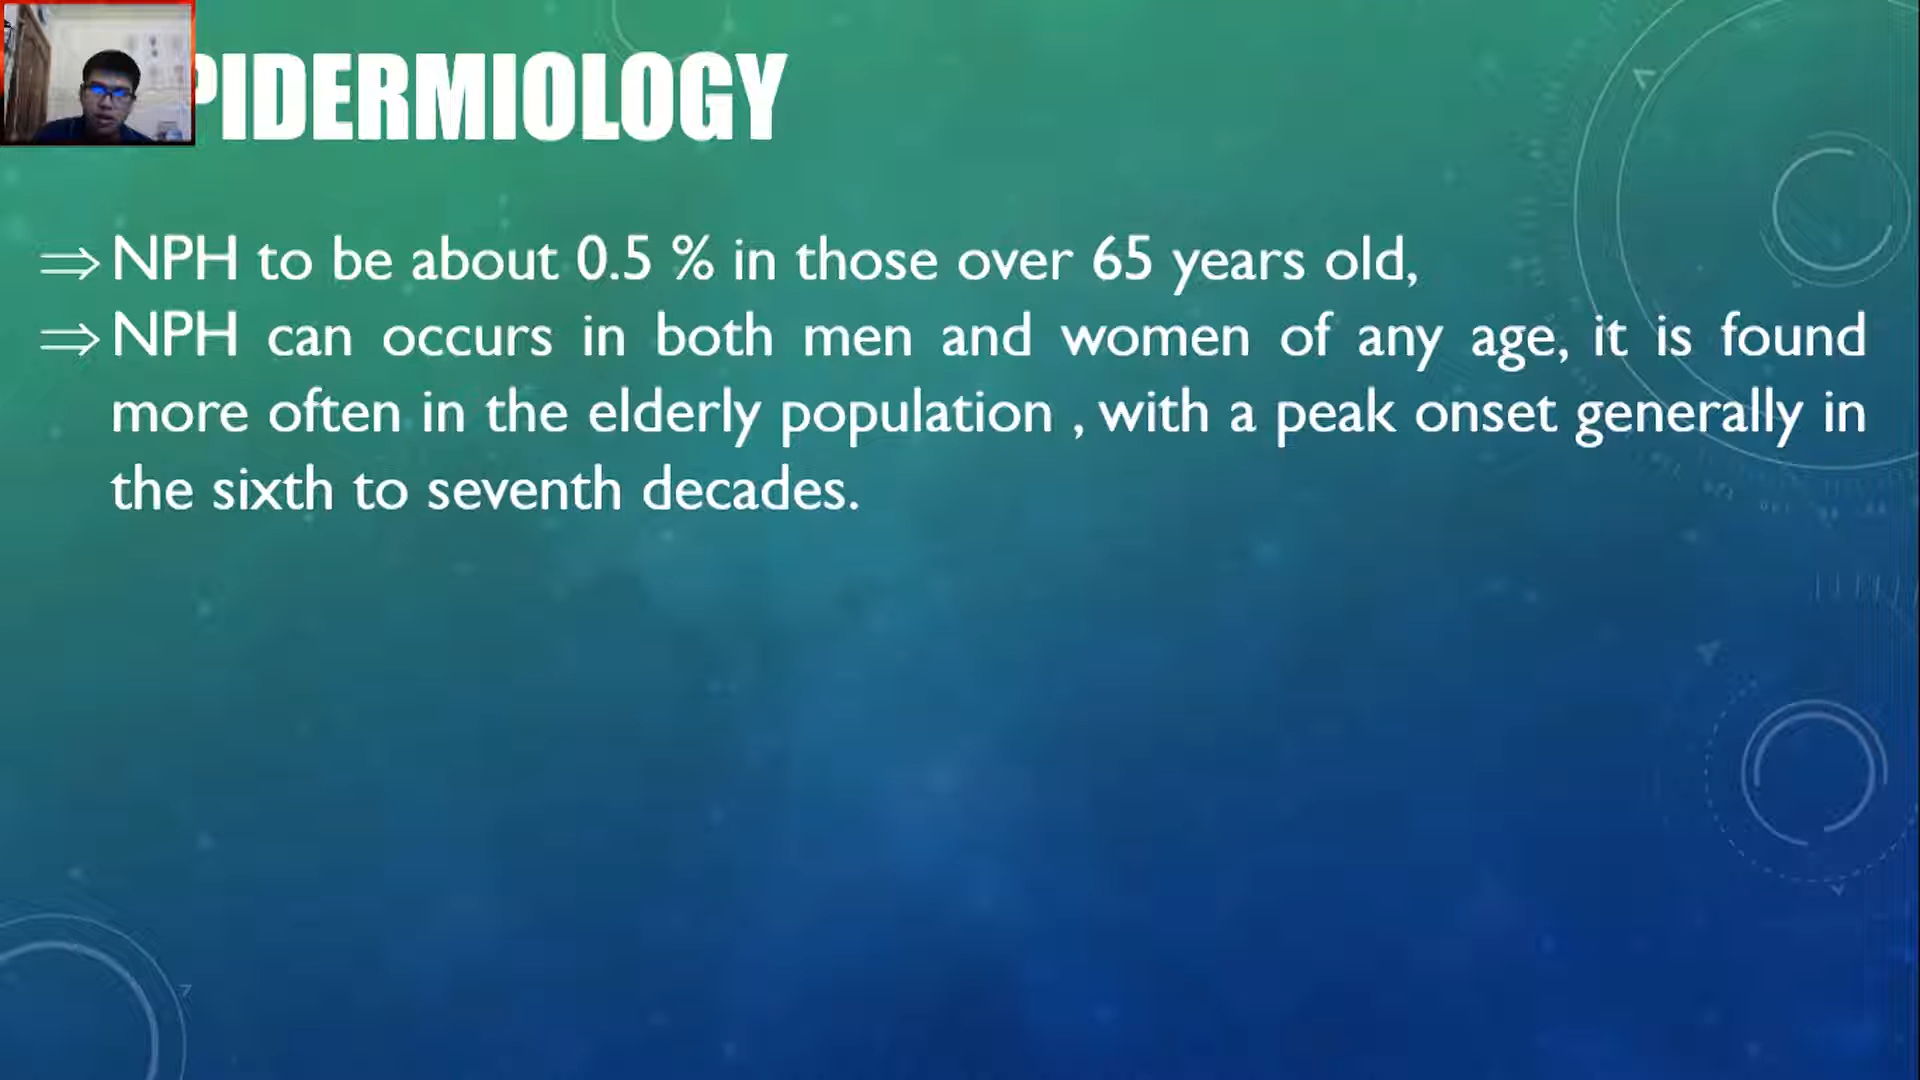 PIDERMIOLOGY
⇒ NPH to be about 0.5 % in those over 65 years old,
⇒ NPH can occurs in both men and women of any age, it is found
more often in the elderly population , with a peak onset generally in
the sixth to seventh decades.